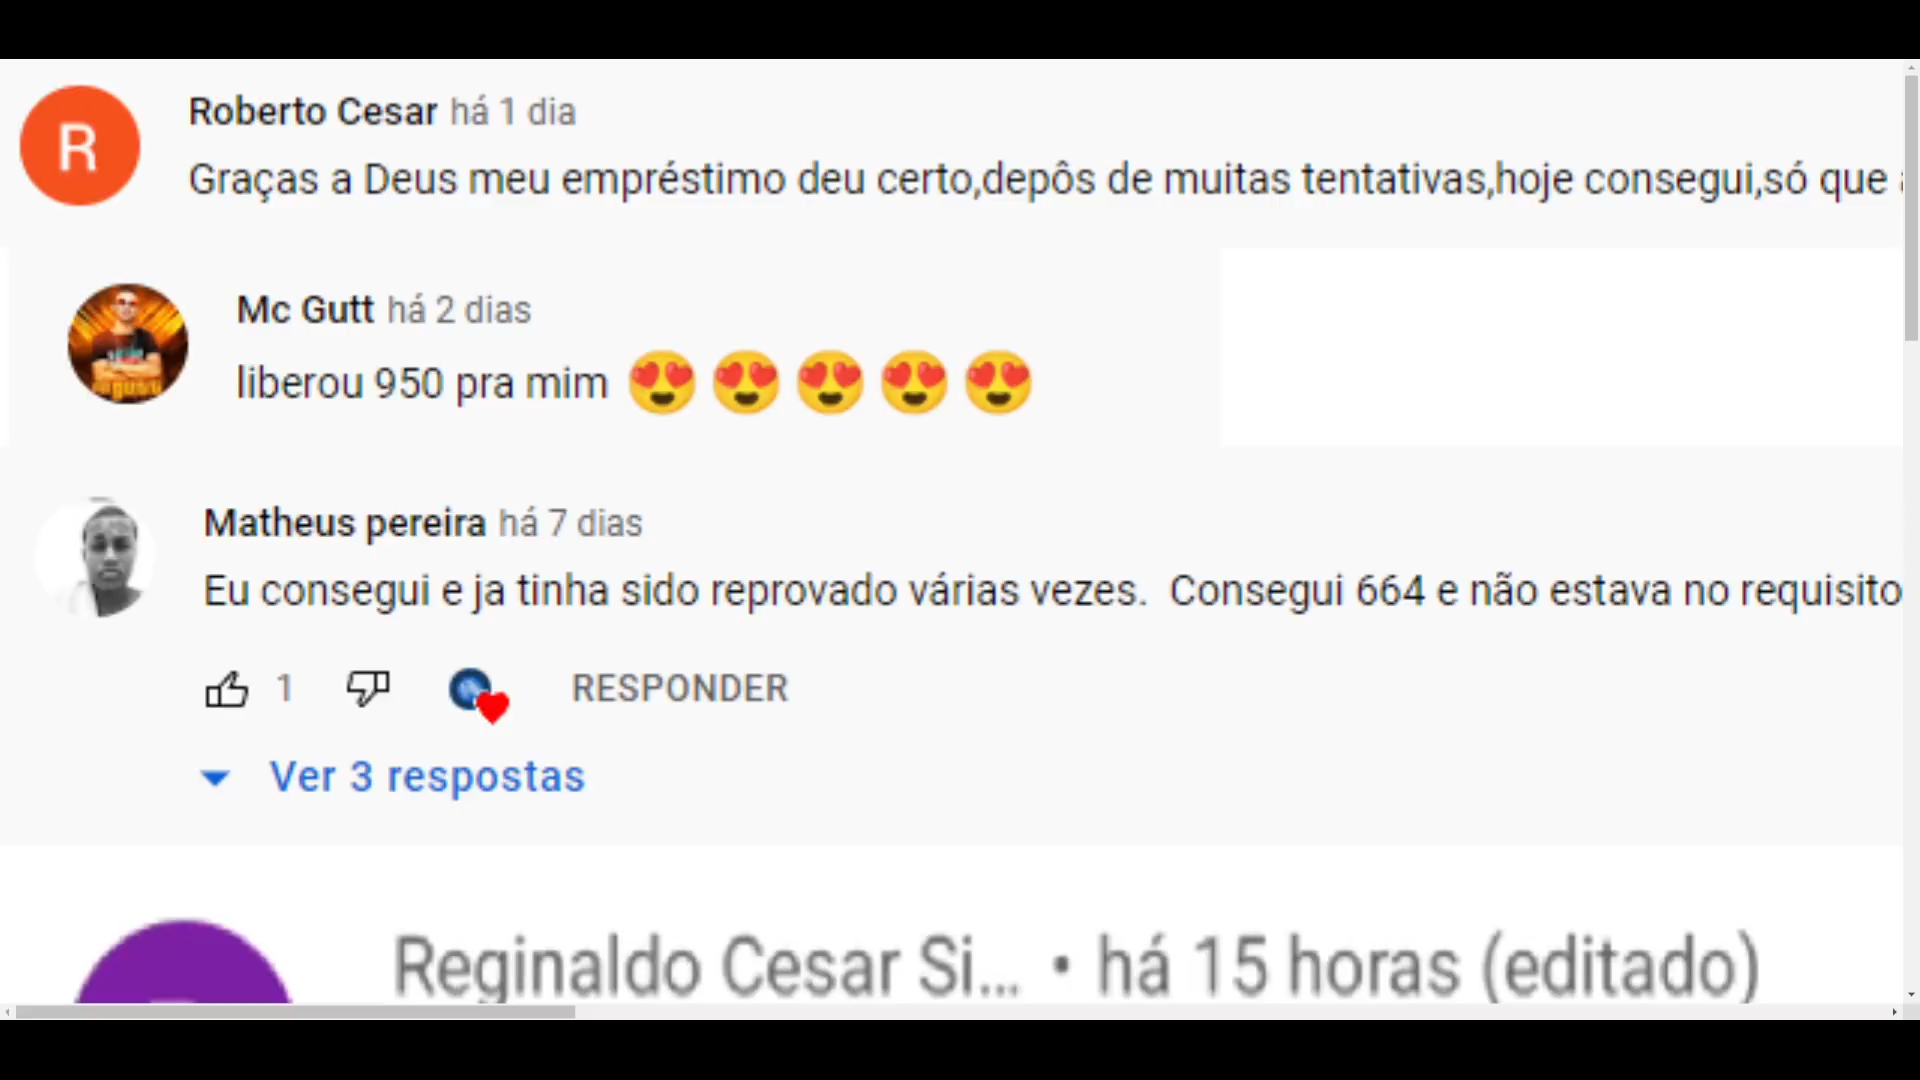 R
Roberto Cesar há 1 dia
Graças a Deus meu empréstimo deu certo,depôs de muitas tentativas,hoje consegui,só que
Mc Gutt há 2 dias
liberou 950 pra mim 😍😍😍😍😍
Matheus pereira há 7 dias
Eu consegui e ja tinha sido reprovado várias vezes. Consegui 664 e não estava no requisito
1 RESPONDER
Ver 3 respostas
Reginaldo Cesar Si... • há 15 horas (editado)